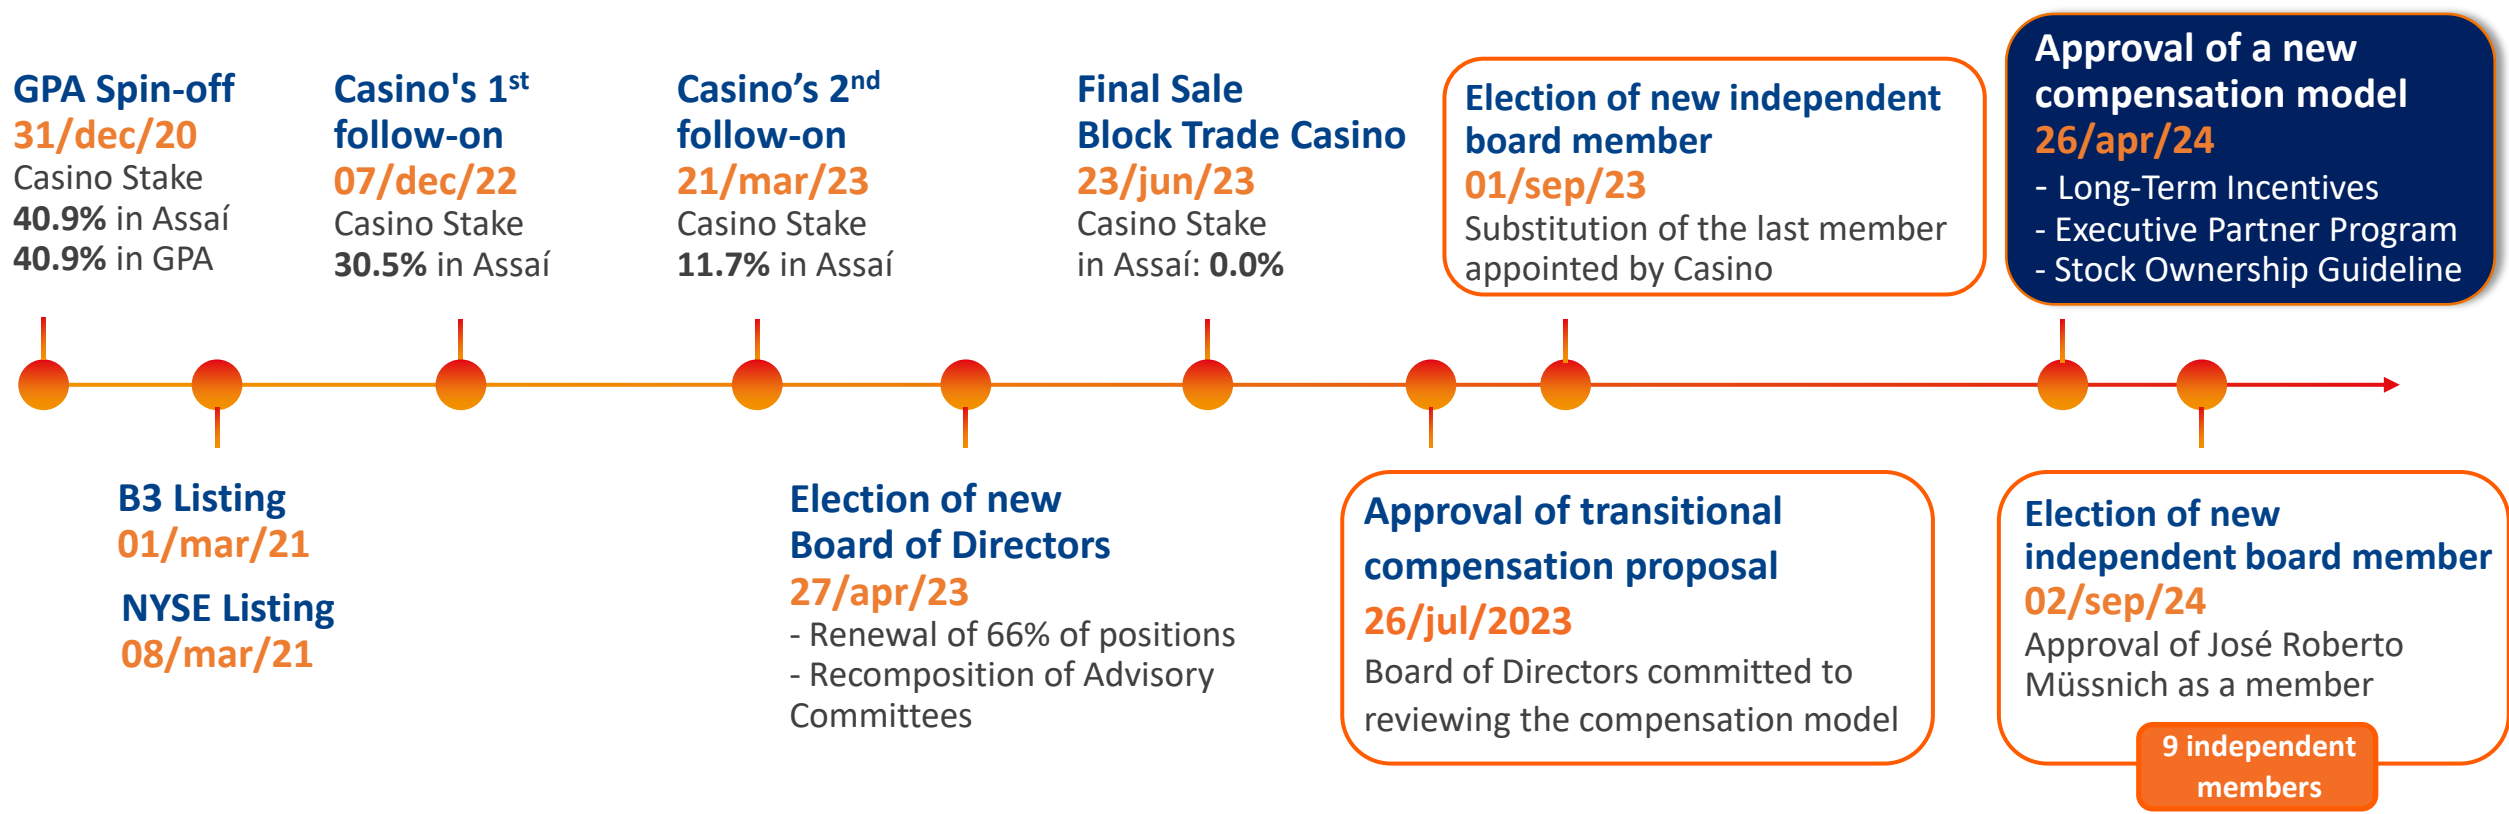 GPA Spin-off
31/dec/20
Casino Stake
40.9% in Assaí
40.9% in GPA
Casino's 1st
follow-on
07/dec/22
Casino Stake
30.5% in Assaí
Casino’s 2nd
follow-on
21/mar/23
Casino Stake
11.7% in Assaí
Final Sale
Block Trade Casino
23/jun/23
Casino Stake
in Assaí: 0.0%
Election of new independent
board member
01/sep/23
Substitution of the last member
appointed by Casino
Approval of a new
compensation model
26/apr/24
- Long-Term Incentives
- Executive Partner Program
- Stock Ownership Guideline
B3 Listing
01/mar/21
NYSE Listing
08/mar/21
Election of new
Board of Directors
27/apr/23
- Renewal of 66% of positions
- Recomposition of Advisory
Committees
Approval of transitional
compensation proposal
26/jul/2023
Board of Directors committed to
reviewing the compensation model
Election of new
independent board member
02/sep/24
Approval of José Roberto
Müssnich as a member
9 independent
members